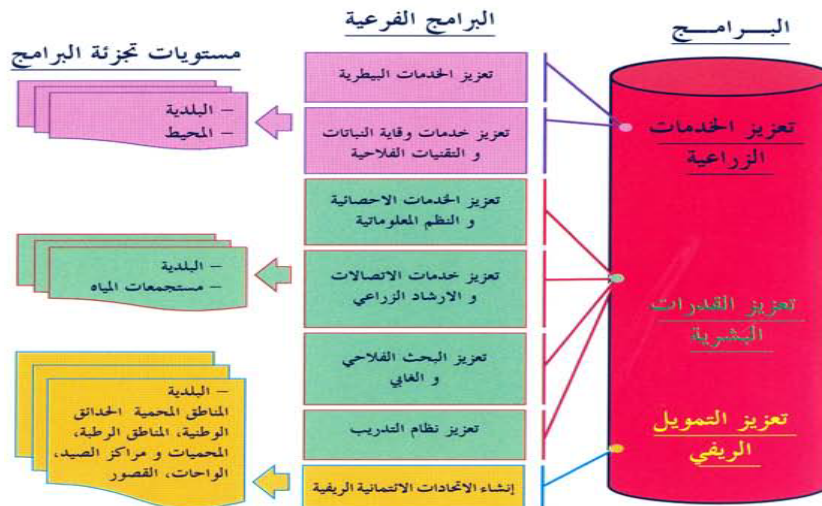 البرامج
تعزيز الخدمات
الزراعية
تعزيز القدرات
البشرية
تعزيز التمويل
الريفي
البرامج الفرعية
تعزيز الخدمات البيطرية
تعزيز خدمات وقاية النباتات
و التقنيات الفلاحية
تعزيز الخدمات الاحصائية
و النظم المعلوماتية
تعزيز خدمات الاتصالات
و الارشاد الزراعي
تعزيز البحث الفلاحي
و الغابي
تعزيز نظام التدريب
إنشاء الاتحادات الائتمانية الريفية
مستويات تجزئة البرامج
– البلدية
– المحيط
– البلدية
– مستجمعات المياه
– البلدية
المناطق المحمية الحدائق
الوطنية، المناطق الرطبة،
المحميات و مراكز الصيد،
الواحات، القصور